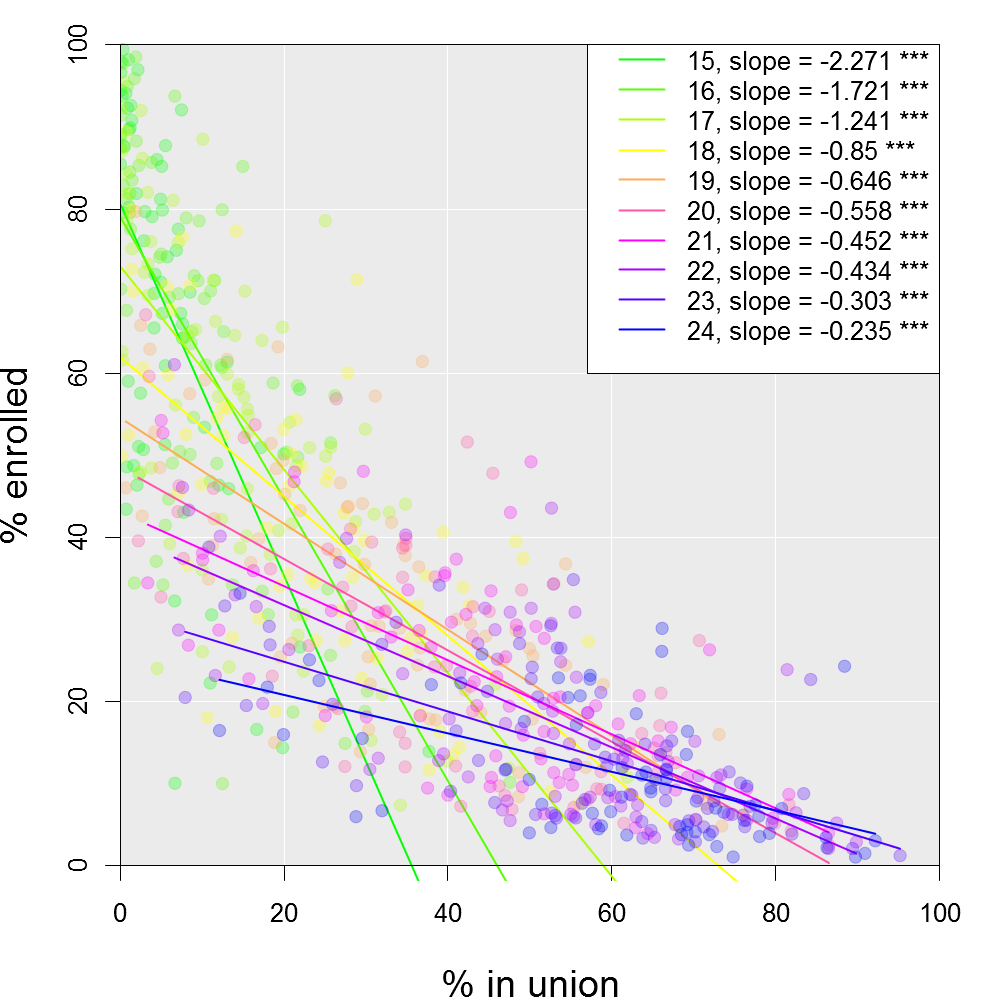 15, slope = -2.271 ***
16, slope = -1.721 ***
17, slope = -1.241 ***
18, slope = -0.85 ***
19, slope = -0.646 ***
20, slope = -0.558 ***
21, slope = -0.452 ***
22, slope = -0.434 ***
23, slope = -0.303 ***
24, slope = -0.235 ***
% enrolled
100
80
60
40
20
0
0 20 40 60 80 100
% in union